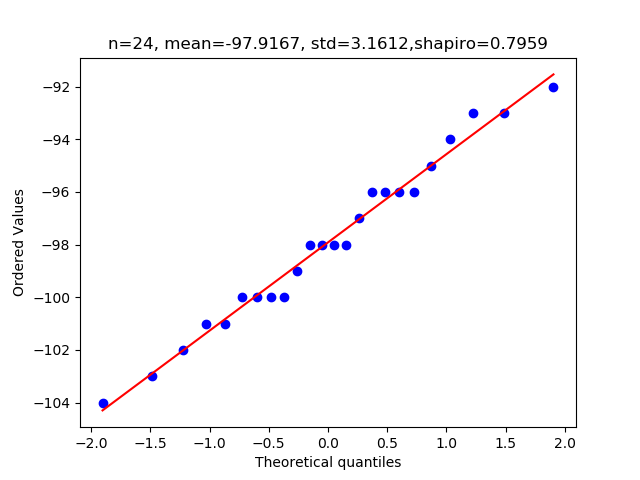 n=24, mean=-97.9167, std=3.1612,shapiro=0.7959
Ordered Values
−92
−94
−96
−98
−100
−102
−104
−2.0 −1.5 −1.0 −0.5 0.0 0.5 1.0 1.5 2.0
Theoretical quantiles